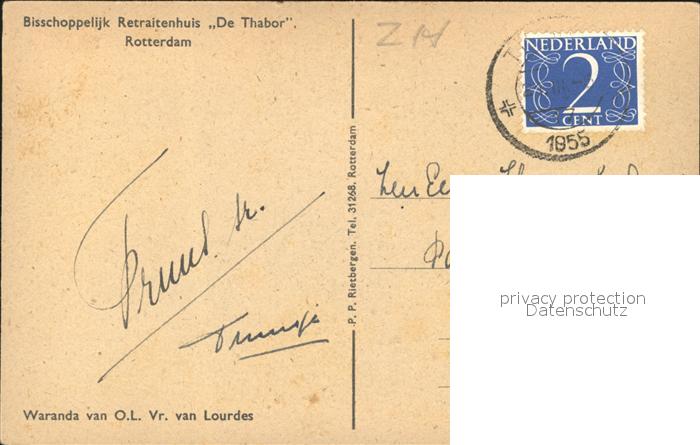 Bisschoppelijk Retraitenhuis „De Thabor”.
Rotterdam
ZH
NEDERLAND
2
CENT
1955
P. P. Rietbergen. Tel. 31268. Rotterdam
privacy protection
Datenschutz
Truusje
Waranda van O.L. Vr. van Lourdes